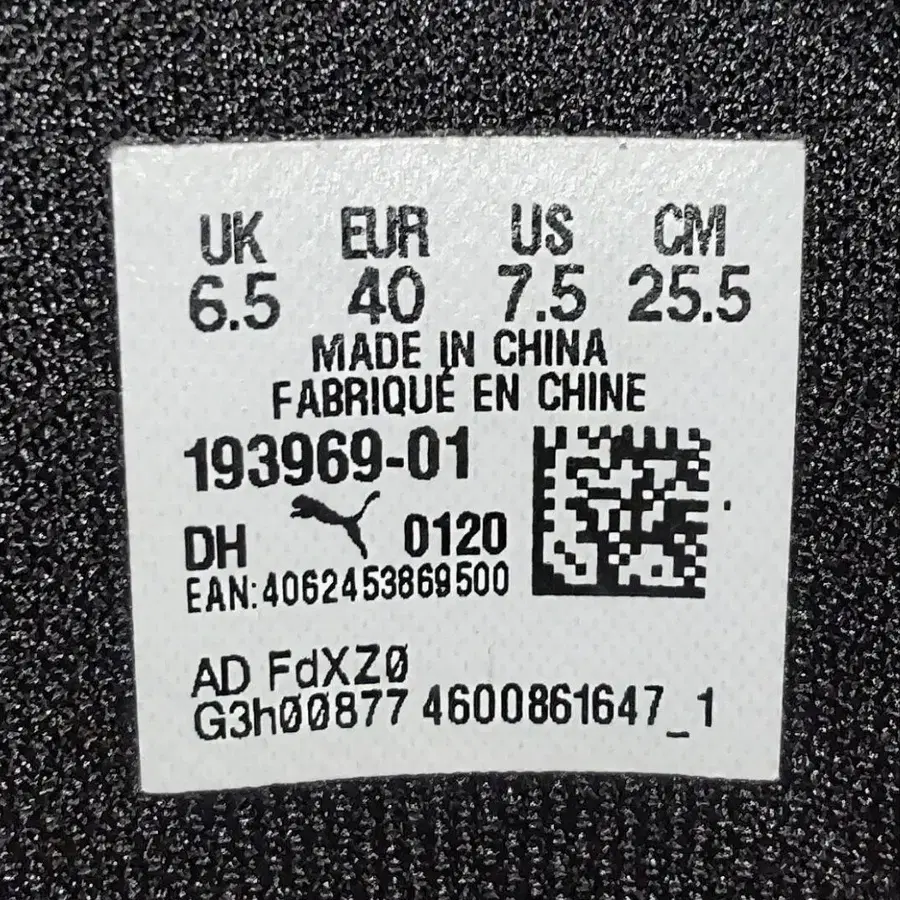 UK EUR US CM
6.5 40 7.5 25.5
MADE IN CHINA
FABRIQUÉ EN CHINE
193969-01
DH 0120
EAN:4062453869500
AD FdXZ0
G3h00877 4600861647_1